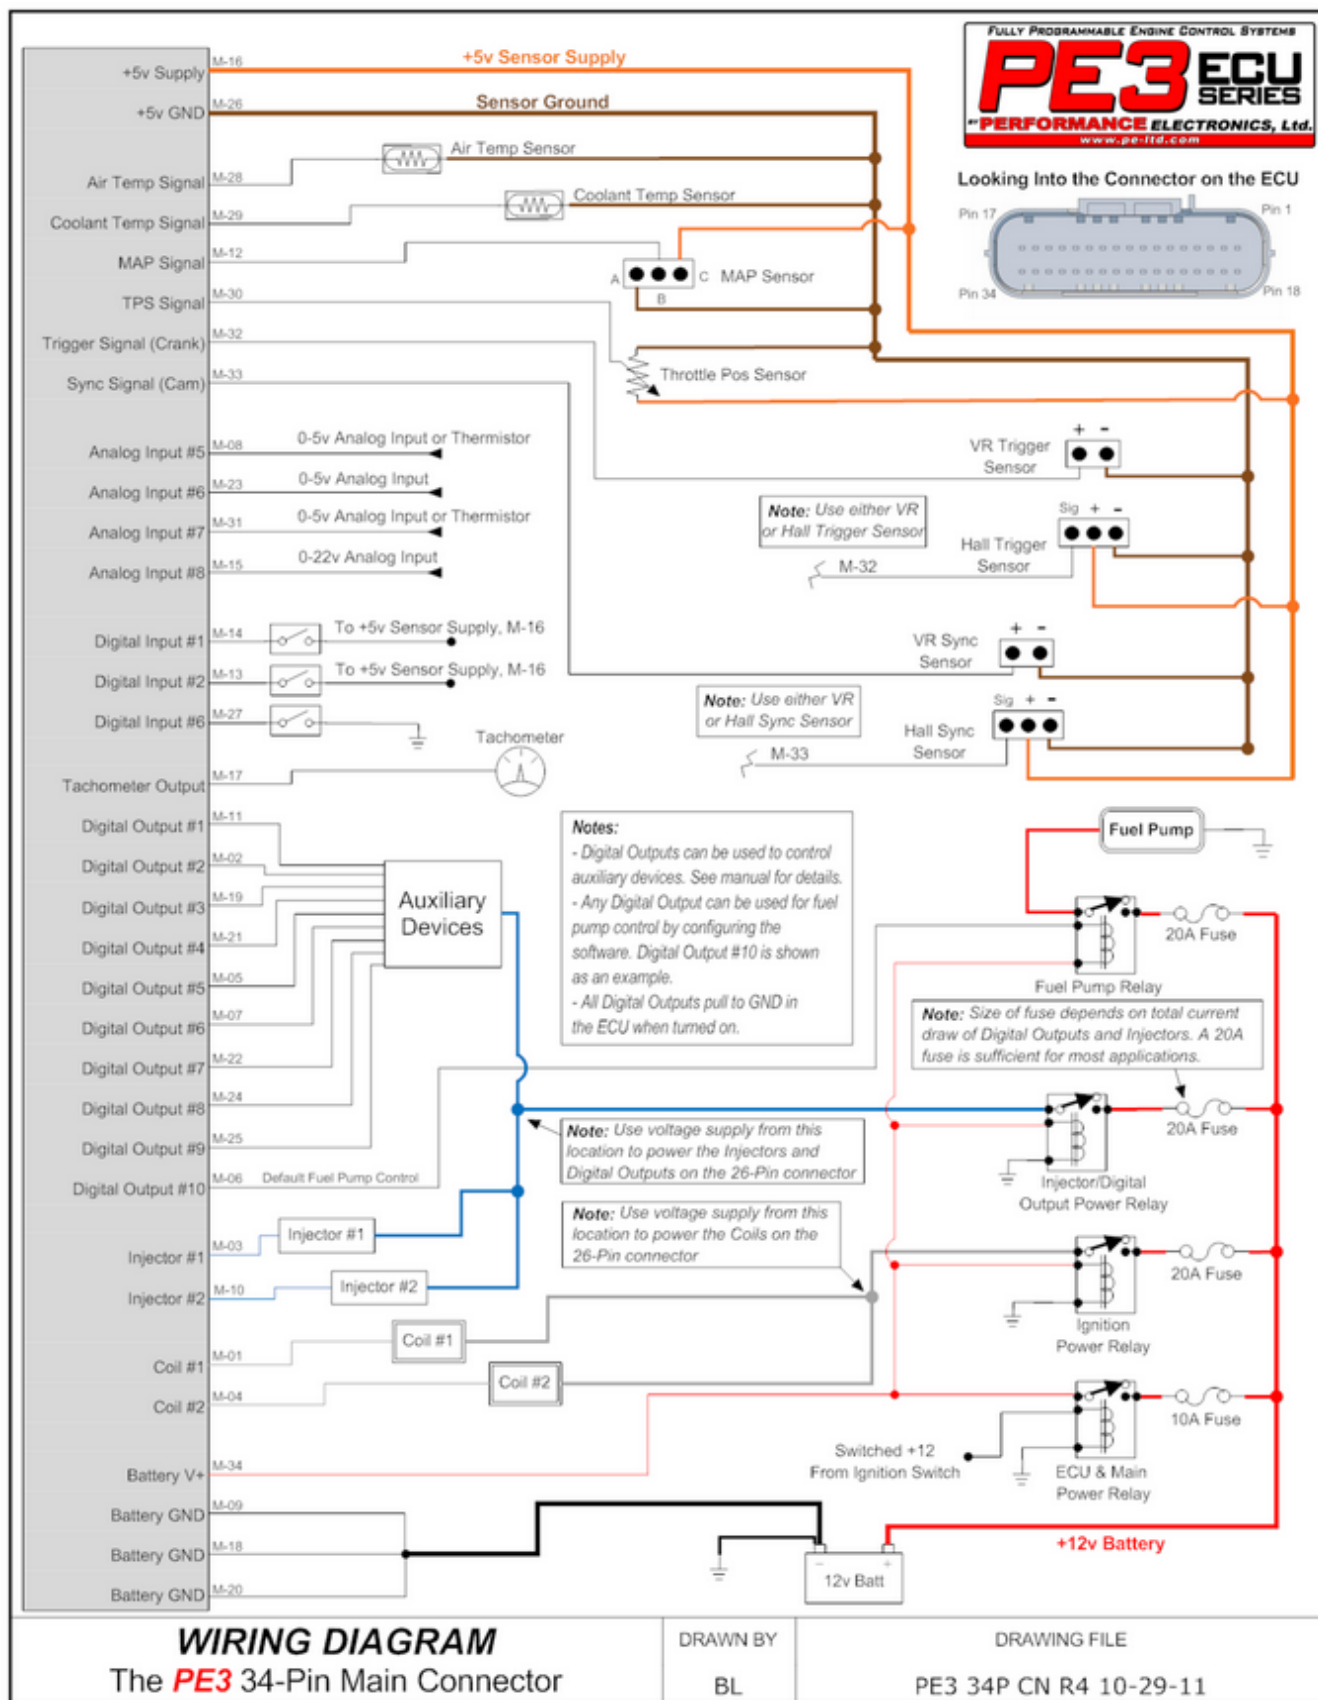 FULLY PROGRAMMABLE ENGINE CONTROL SYSTEMS
PE3 ECU SERIES
BY PERFORMANCE ELECTRONICS, Ltd.
www.pe-ltd.com
Looking Into the Connector on the ECU
Pin 17
Pin 1
Pin 34
Pin 18
+5v Supply M-16 +5v Sensor Supply
+5v GND M-26 Sensor Ground
Air Temp Signal M-28 Air Temp Sensor
Coolant Temp Signal M-29 Coolant Temp Sensor
MAP Signal M-12
A B C MAP Sensor
TPS Signal M-30
Trigger Signal (Crank) M-32
Throttle Pos Sensor
Sync Signal (Cam) M-33
Analog Input #5 M-08 0-5v Analog Input or Thermistor
Analog Input #6 M-23 0-5v Analog Input
Analog Input #7 M-31 0-5v Analog Input or Thermistor
Analog Input #8 M-15 0-22v Analog Input
+ -
VR Trigger
Sensor
Note: Use either VR
or Hall Trigger Sensor
Sig + -
Hall Trigger
Sensor
M-32
Digital Input #1 M-14 To +5v Sensor Supply, M-16
Digital Input #2 M-13 To +5v Sensor Supply, M-16
Digital Input #6 M-27
+ -
VR Sync
Sensor
Note: Use either VR
or Hall Sync Sensor
Sig + -
Hall Sync
Sensor
M-33
Tachometer
Tachometer Output M-17
Digital Output #1 M-11
Digital Output #2 M-02
Digital Output #3 M-19
Digital Output #4 M-21
Digital Output #5 M-05
Digital Output #6 M-07
Digital Output #7 M-22
Digital Output #8 M-24
Digital Output #9 M-25
Digital Output #10 M-06 Default Fuel Pump Control
Auxiliary
Devices
Notes:
- Digital Outputs can be used to control
auxiliary devices. See manual for details.
- Any Digital Output can be used for fuel
pump control by configuring the
software. Digital Output #10 is shown
as an example.
- All Digital Outputs pull to GND in
the ECU when turned on.
Fuel Pump
20A Fuse
Fuel Pump Relay
Note: Size of fuse depends on total current
draw of Digital Outputs and Injectors. A 20A
fuse is sufficient for most applications.
20A Fuse
Injector/Digital
Output Power Relay
Note: Use voltage supply from this
location to power the Injectors and
Digital Outputs on the 26-Pin connector
Note: Use voltage supply from this
location to power the Coils on the
26-Pin connector
20A Fuse
Ignition
Power Relay
Injector #1 M-03 Injector #1
Injector #2 M-10 Injector #2
Coil #1 M-01 Coil #1
Coil #2 M-04 Coil #2
10A Fuse
Switched +12
From Ignition Switch
ECU & Main
Power Relay
Battery V+ M-34
Battery GND M-09
Battery GND M-18
Battery GND M-20
+12v Battery
- +
12v Batt
WIRING DIAGRAM
The PE3 34-Pin Main Connector
DRAWN BY
BL
DRAWING FILE
PE3 34P CN R4 10-29-11